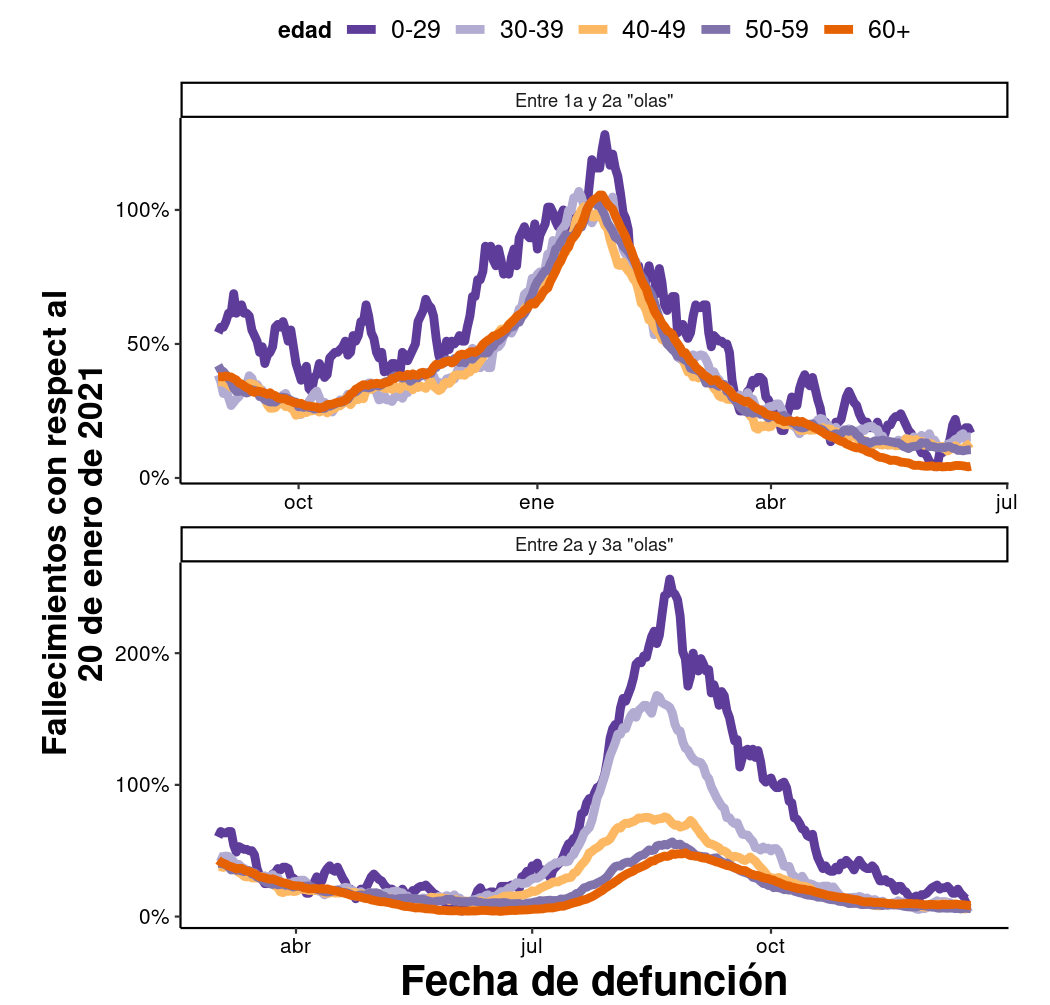 edad 0-29 30-39 40-49 50-59 60+
Entre 1a y 2a "olas"
100%
50%
0%
oct ene abr jul
Fallecimientos con respect al
20 de enero de 2021
Entre 2a y 3a "olas"
200%
100%
0%
abr jul oct
Fecha de defunción